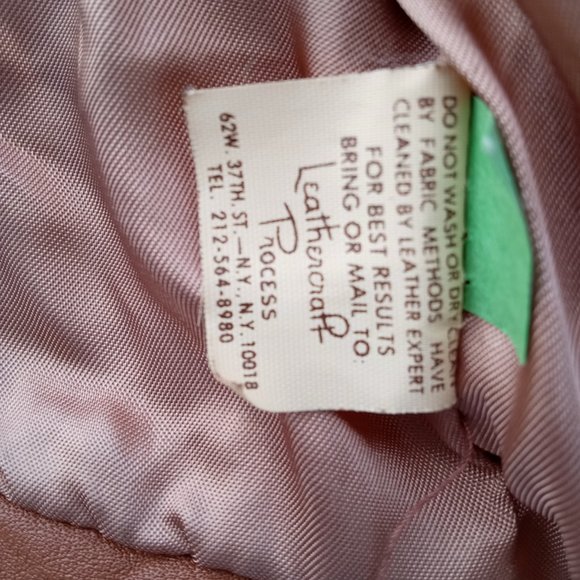 DO NOT WASH OR DRY CLEAN
BY FABRIC METHODS HAVE
CLEANED BY LEATHER EXPERT
FOR BEST RESULTS
BRING OR MAIL TO:
Leathercraft
PROCESS
62W. 37TH. ST.—N.Y., N.Y. 10018
TEL. 212-564-8980